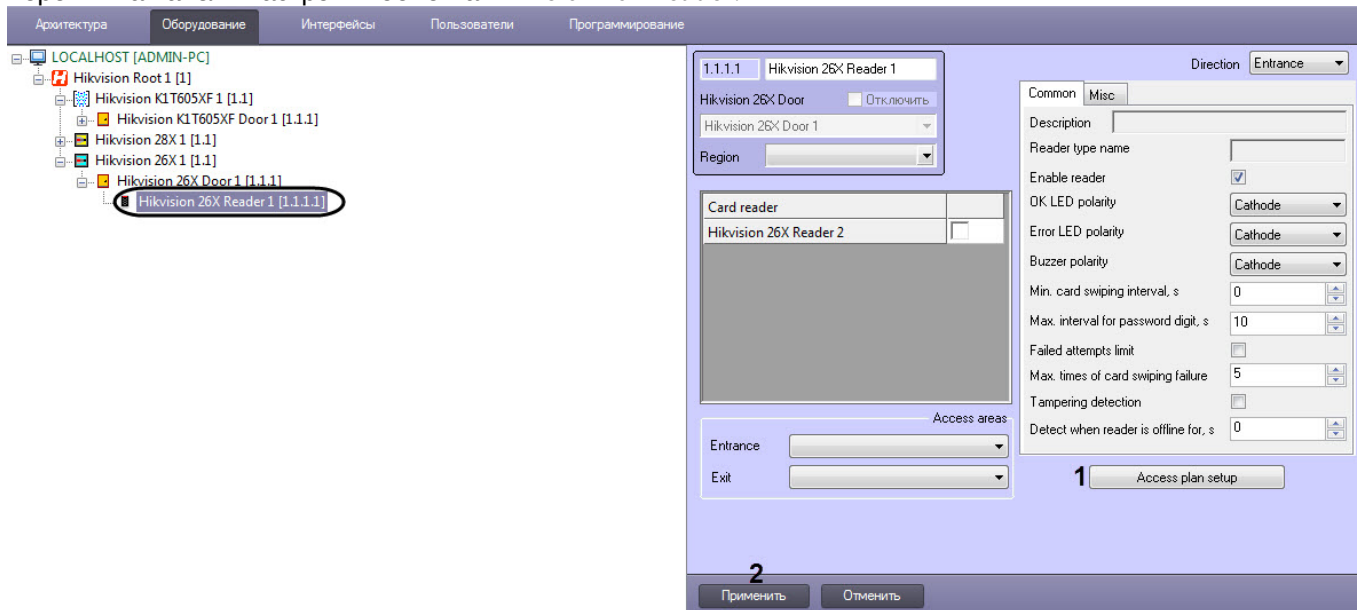 Архитектура Оборудование Интерфейсы Пользователи Программирование
LOCALHOST [ADMIN-PC]
Hikvision Root 1 [1]
Hikvision K1T605XF 1 [1.1]
Hikvision K1T605XF Door 1 [1.1.1]
Hikvision 28X 1 [1.1]
Hikvision 26X 1 [1.1]
Hikvision 26X Door 1 [1.1.1]
Hikvision 26X Reader 1 [1.1.1.1]
1.1.1.1 Hikvision 26X Reader 1
Hikvision 26X Door Отключить
Hikvision 26X Door 1
Region
Card reader
Hikvision 26X Reader 2
Access areas
Entrance
Exit
Direction Entrance
Common Misc
Description
Reader type name
Enable reader
OK LED polarity Cathode
Error LED polarity Cathode
Buzzer polarity Cathode
Min. card swiping interval, s 0
Max. interval for password digit, s 10
Failed attempts limit
Max. times of card swiping failure 5
Tampering detection
Detect when reader is offline for, s 0
1 Access plan setup
2
Применить Отменить